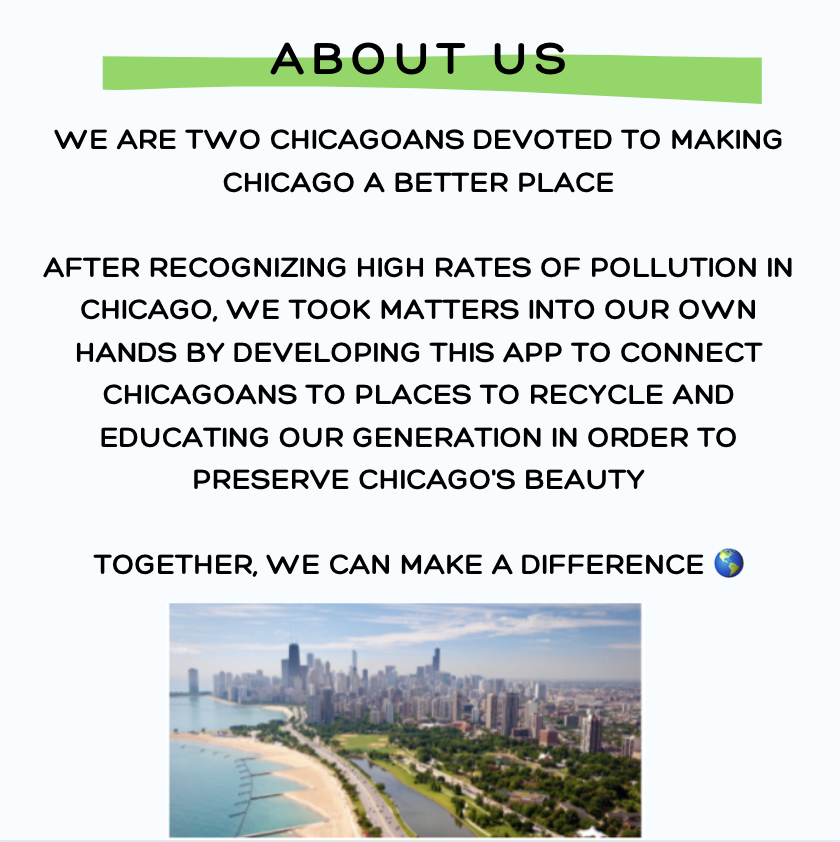 ABOUT US
WE ARE TWO CHICAGOANS DEVOTED TO MAKING
CHICAGO A BETTER PLACE
AFTER RECOGNIZING HIGH RATES OF POLLUTION IN
CHICAGO, WE TOOK MATTERS INTO OUR OWN
HANDS BY DEVELOPING THIS APP TO CONNECT
CHICAGOANS TO PLACES TO RECYCLE AND
EDUCATING OUR GENERATION IN ORDER TO
PRESERVE CHICAGO'S BEAUTY
TOGETHER, WE CAN MAKE A DIFFERENCE 🌎